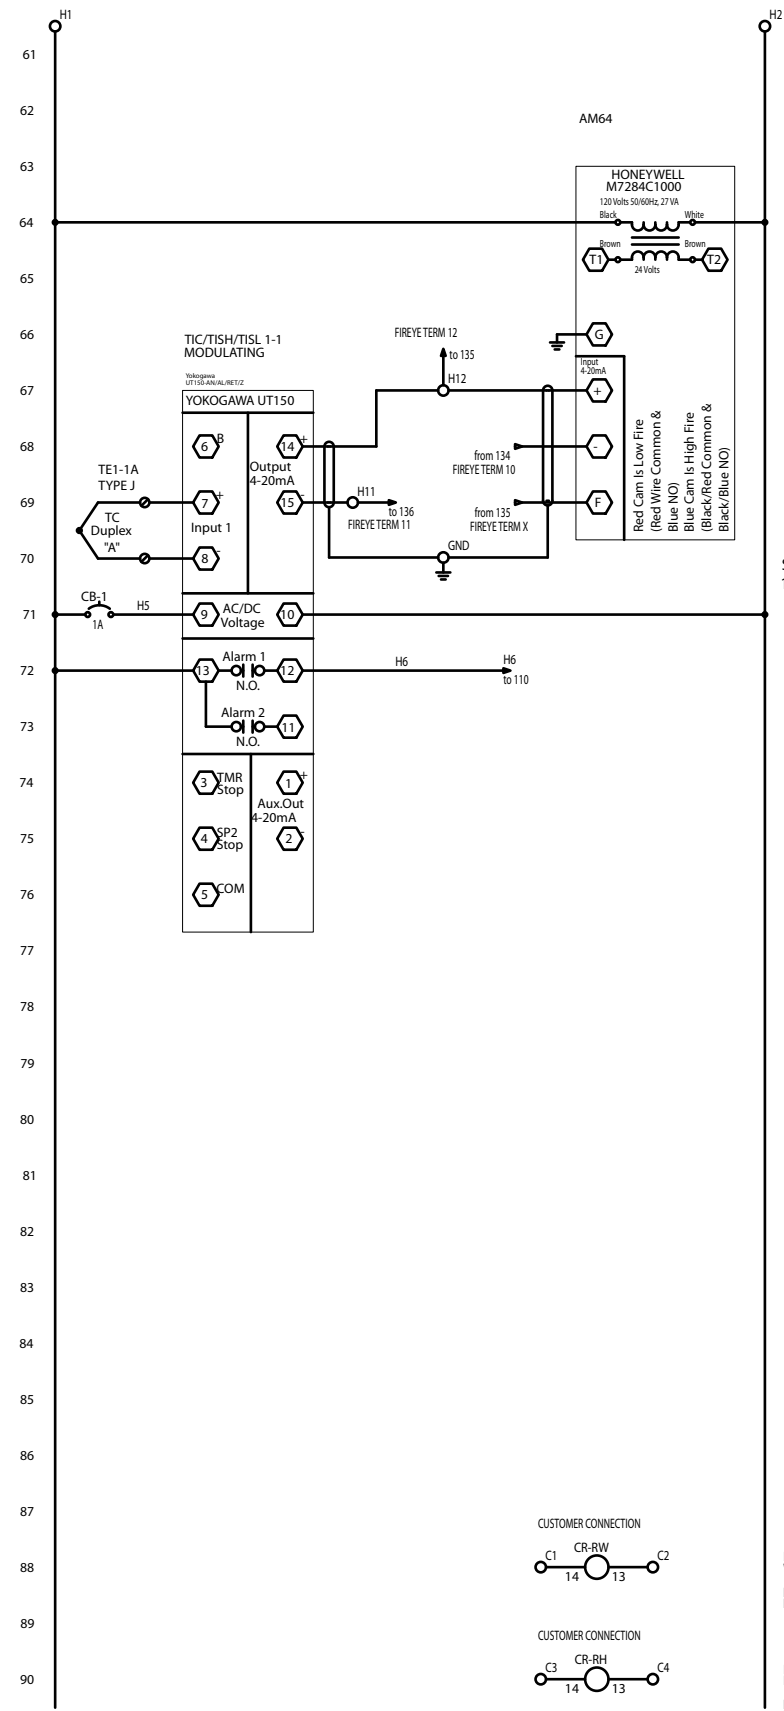 H1
H2
61
62
AM64
63
HONEYWELL
M7284C1000
120 Volts 50/60Hz, 27 VA
Black
White
64
Brown
Brown
T1
T2
24 Volts
65
66
TIC/TISH/TISL 1-1
MODULATING
FIREYE TERM 12
to 135
G
Yokogawa
UT150-AN/AL/RET/Z
Input
4-20mA
67
YOKOGAWA UT150
H12
+
68
6
B
14
+
Output
4-20mA
from 134
FIREYE TERM 10
-
TE1-1A
TYPE J
69
7
+
15
-
H11
to 136
FIREYE TERM 11
from 135
FIREYE TERM X
F
Red Cam Is Low Fire
(Red Wire Common &
Blue NO)
Blue Cam Is High Fire
(Black/Red Common &
Black/Blue NO)
TC
Duplex
"A"
Input 1
70
8
-
GND
CB-1
1A
71
H5
9
AC/DC
Voltage
10
72
13
Alarm 1
N.O.
12
H6
H6
to 110
73
Alarm 2
N.O.
11
74
3
TMR
Stop
1
+
Aux.Out
4-20mA
75
4
SP2
Stop
2
-
76
5
COM
77
78
79
80
81
82
83
84
85
86
87
CUSTOMER CONNECTION
88
C1
CR-RW
C2
14
13
89
CUSTOMER CONNECTION
90
C3
CR-RH
C4
14
13